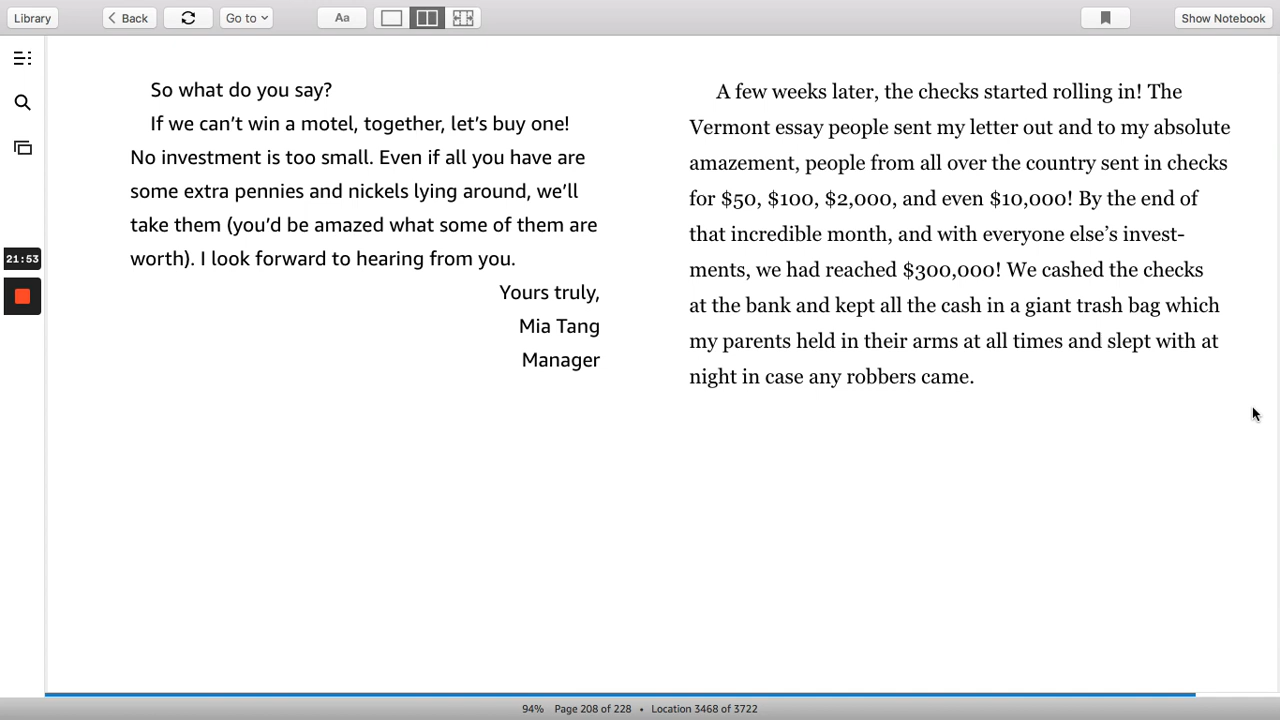 Library
Back
Go to
Aa
Show Notebook
21:53
So what do you say?
If we can’t win a motel, together, let’s buy one!
No investment is too small. Even if all you have are
some extra pennies and nickels lying around, we’ll
take them (you’d be amazed what some of them are
worth). I look forward to hearing from you.
Yours truly,
Mia Tang
Manager
A few weeks later, the checks started rolling in! The
Vermont essay people sent my letter out and to my absolute
amazement, people from all over the country sent in checks
for $50, $100, $2,000, and even $10,000! By the end of
that incredible month, and with everyone else’s invest-
ments, we had reached $300,000! We cashed the checks
at the bank and kept all the cash in a giant trash bag which
my parents held in their arms at all times and slept with at
night in case any robbers came.
94% Page 208 of 228 • Location 3468 of 3722